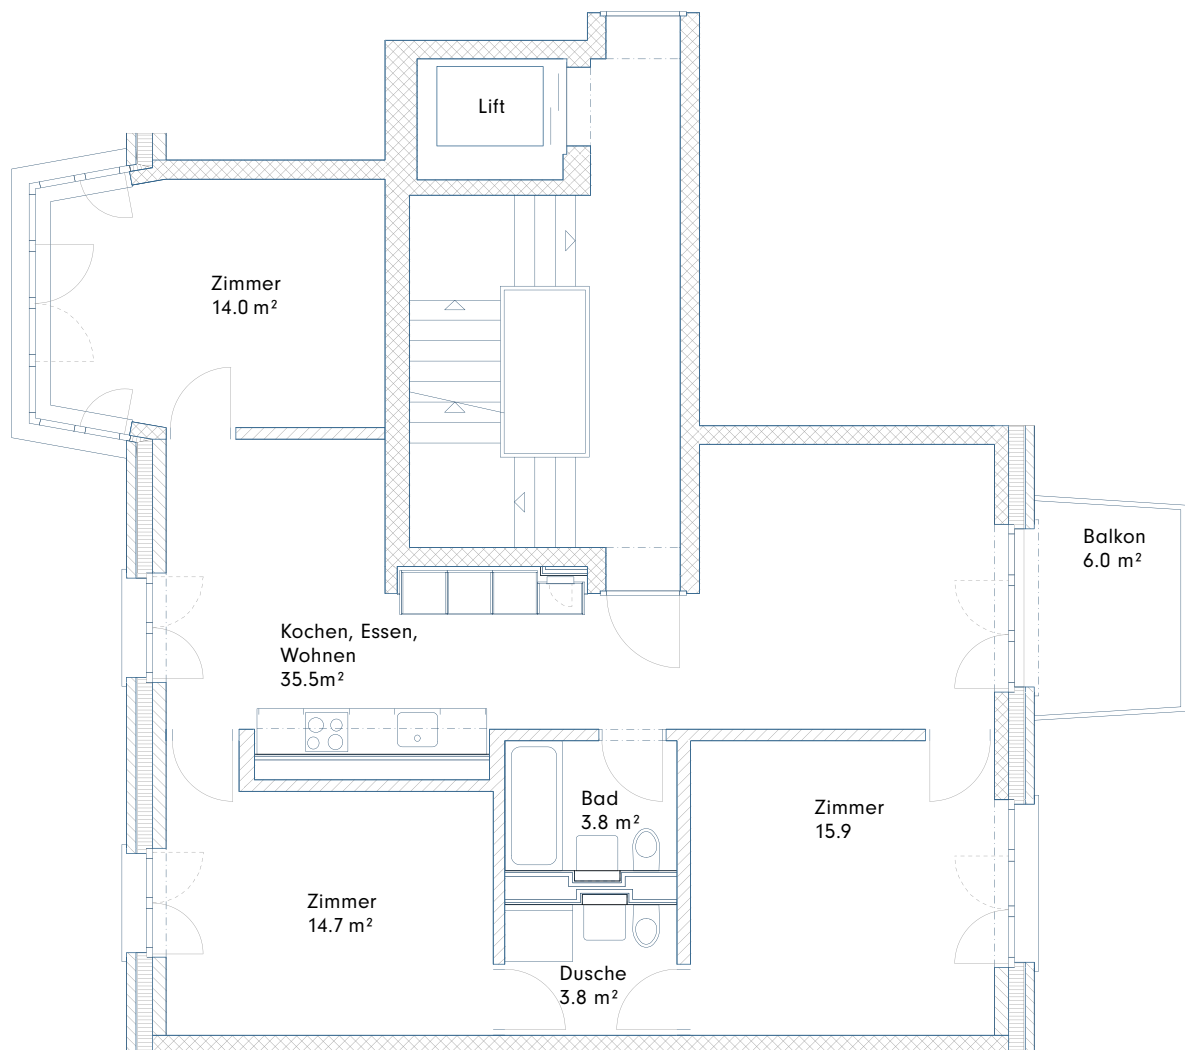 Lift
Zimmer
14.0 m²
Balkon
6.0 m²
Kochen, Essen,
Wohnen
35.5m²
Bad
3.8 m²
Zimmer
15.9
Zimmer
14.7 m²
Dusche
3.8 m²